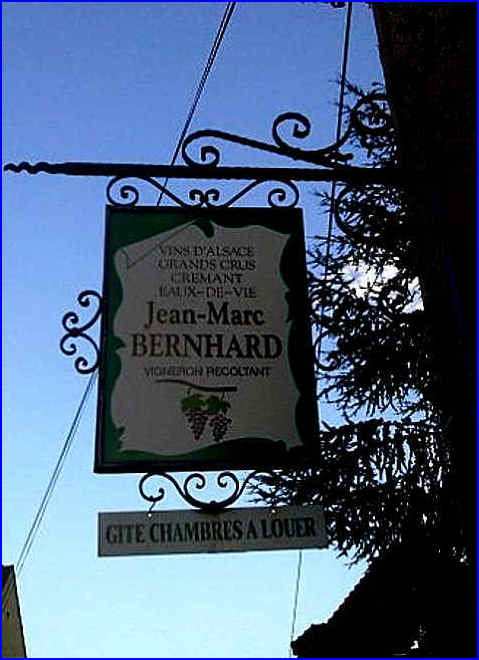 VINS D'ALSACE
GRANDS CRUS
CREMANT
EAUX-DE-VIE
Jean-Marc
BERNHARD
VIGNERON RECOLTANT
GITE CHAMBRES A LOUER